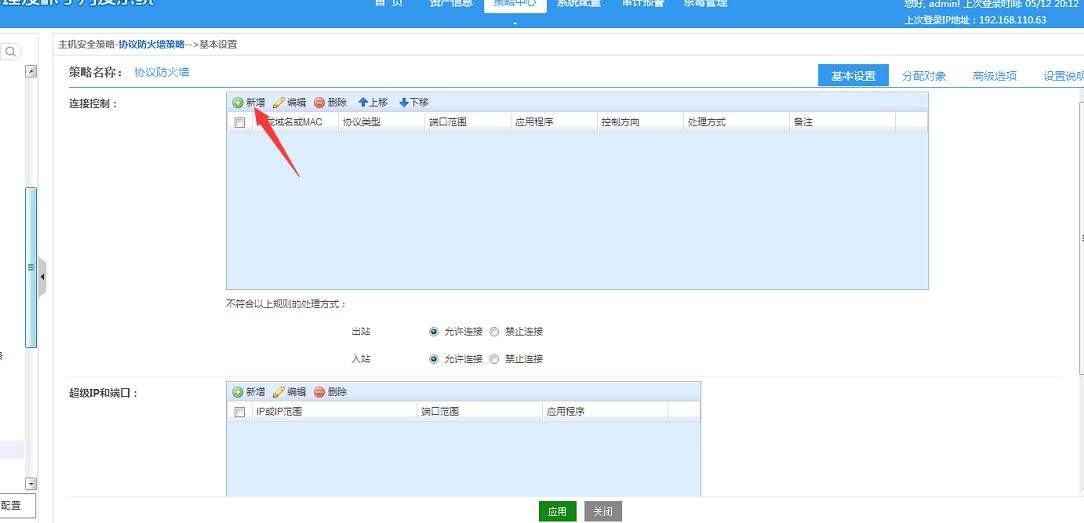 首 页 资产信息 策略中心 系统配置 审计报警 杀毒管理
您好, admin! 上次登录时间: 05/12 20:12
上次登录IP地址：192.168.110.63
主机安全策略-协议防火墙策略-->基本设置
策略名称： 协议防火墙
基本设置 分配对象 高级选项 设置说明
连接控制：
新增 编辑 删除 上移 下移
或域名或MAC 协议类型 端口范围 应用程序 控制方向 处理方式 备注
不符合以上规则的处理方式：
出站 允许连接 禁止连接
入站 允许连接 禁止连接
超级IP和端口：
新增 编辑 删除
IP或IP范围 端口范围 应用程序
配置
应用 关闭